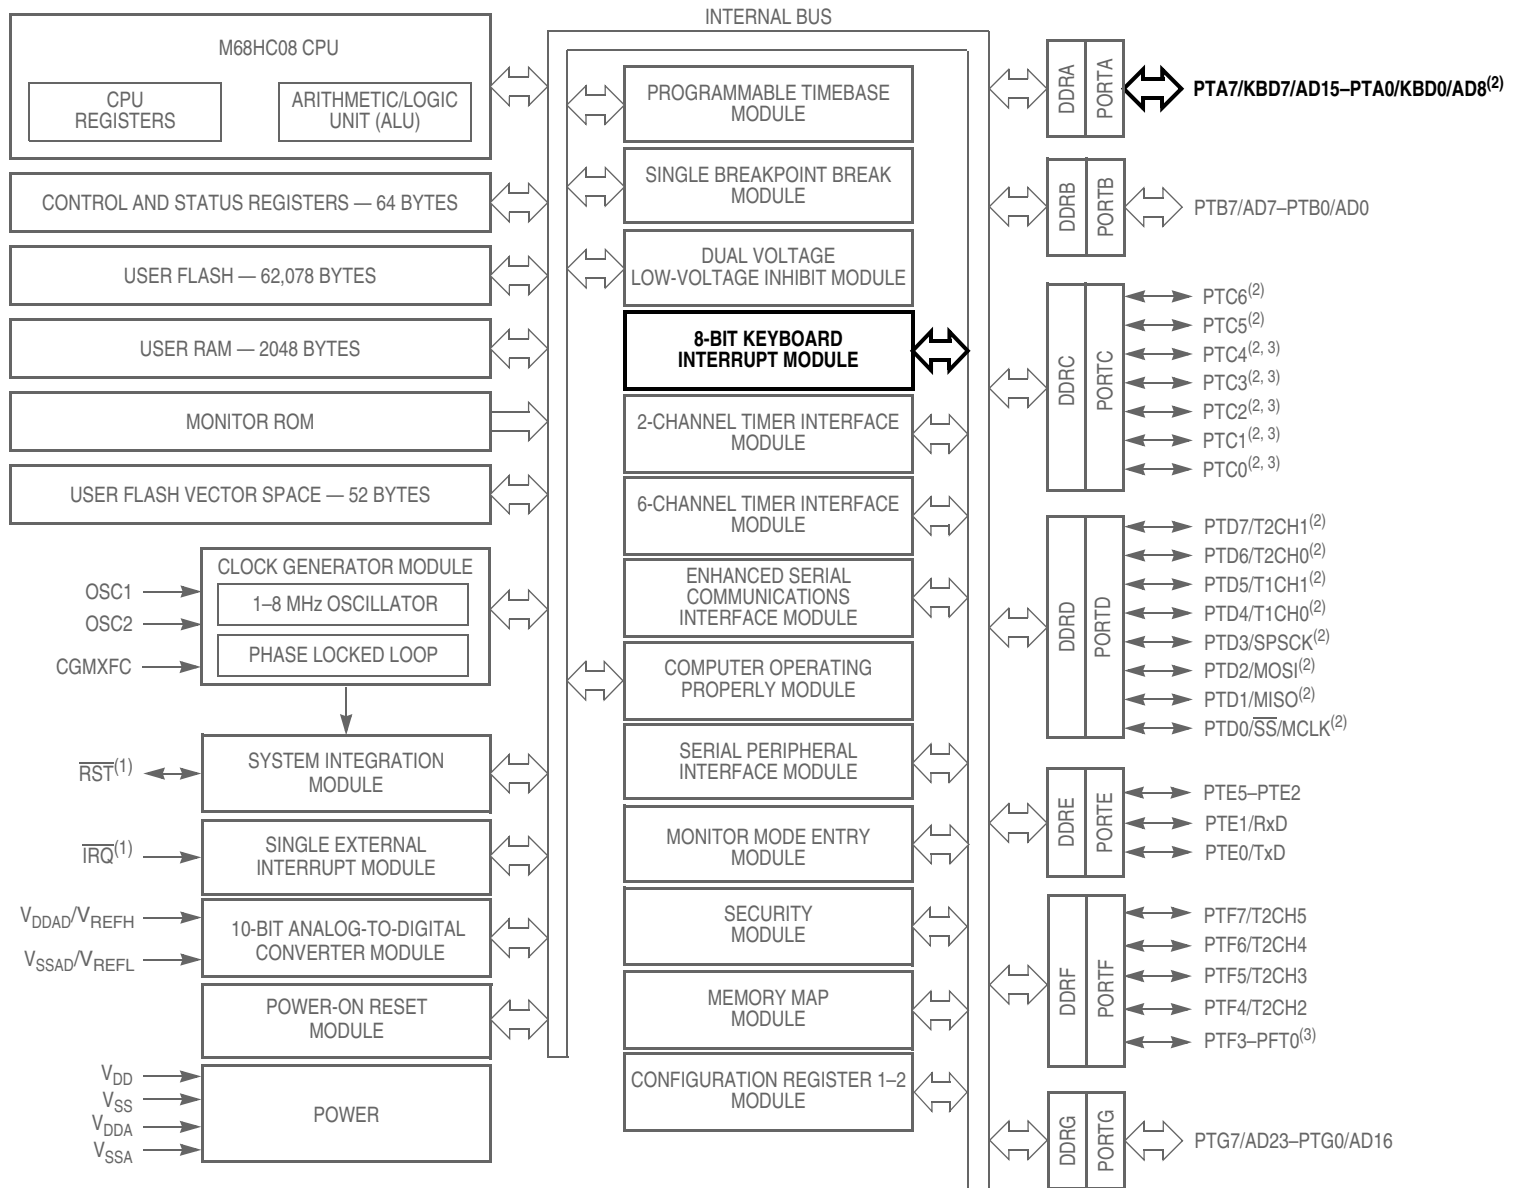 INTERNAL BUS
M68HC08 CPU
CPU
REGISTERS
ARITHMETIC/LOGIC
UNIT (ALU)
CONTROL AND STATUS REGISTERS — 64 BYTES
USER FLASH — 62,078 BYTES
USER RAM — 2048 BYTES
MONITOR ROM
USER FLASH VECTOR SPACE — 52 BYTES
CLOCK GENERATOR MODULE
1–8 MHz OSCILLATOR
PHASE LOCKED LOOP
OSC1
OSC2
CGMXFC
SYSTEM INTEGRATION
MODULE
RST(1)
SINGLE EXTERNAL
INTERRUPT MODULE
IRQ(1)
10-BIT ANALOG-TO-DIGITAL
CONVERTER MODULE
VDDAD/VREFH
VSSAD/VREFL
POWER-ON RESET
MODULE
POWER
VDD
VSS
VDDA
VSSA
PROGRAMMABLE TIMEBASE
MODULE
SINGLE BREAKPOINT BREAK
MODULE
DUAL VOLTAGE
LOW-VOLTAGE INHIBIT MODULE
8-BIT KEYBOARD
INTERRUPT MODULE
2-CHANNEL TIMER INTERFACE
MODULE
6-CHANNEL TIMER INTERFACE
MODULE
ENHANCED SERIAL
COMMUNICATIONS
INTERFACE MODULE
COMPUTER OPERATING
PROPERLY MODULE
SERIAL PERIPHERAL
INTERFACE MODULE
MONITOR MODE ENTRY
MODULE
SECURITY
MODULE
MEMORY MAP
MODULE
CONFIGURATION REGISTER 1–2
MODULE
DDRA
PORTA
PTA7/KBD7/AD15–PTA0/KBD0/AD8(2)
DDRB
PORTB
PTB7/AD7–PTB0/AD0
DDRC
PORTC
PTC6(2)
PTC5(2)
PTC4(2, 3)
PTC3(2, 3)
PTC2(2, 3)
PTC1(2, 3)
PTC0(2, 3)
DDRD
PORTD
PTD7/T2CH1(2)
PTD6/T2CH0(2)
PTD5/T1CH1(2)
PTD4/T1CH0(2)
PTD3/SPSCK(2)
PTD2/MOSI(2)
PTD1/MISO(2)
PTD0/SS/MCLK(2)
DDRE
PORTE
PTE5–PTE2
PTE1/RxD
PTE0/TxD
DDRF
PORTF
PTF7/T2CH5
PTF6/T2CH4
PTF5/T2CH3
PTF4/T2CH2
PTF3–PFT0(3)
DDRG
PORTG
PTG7/AD23–PTG0/AD16